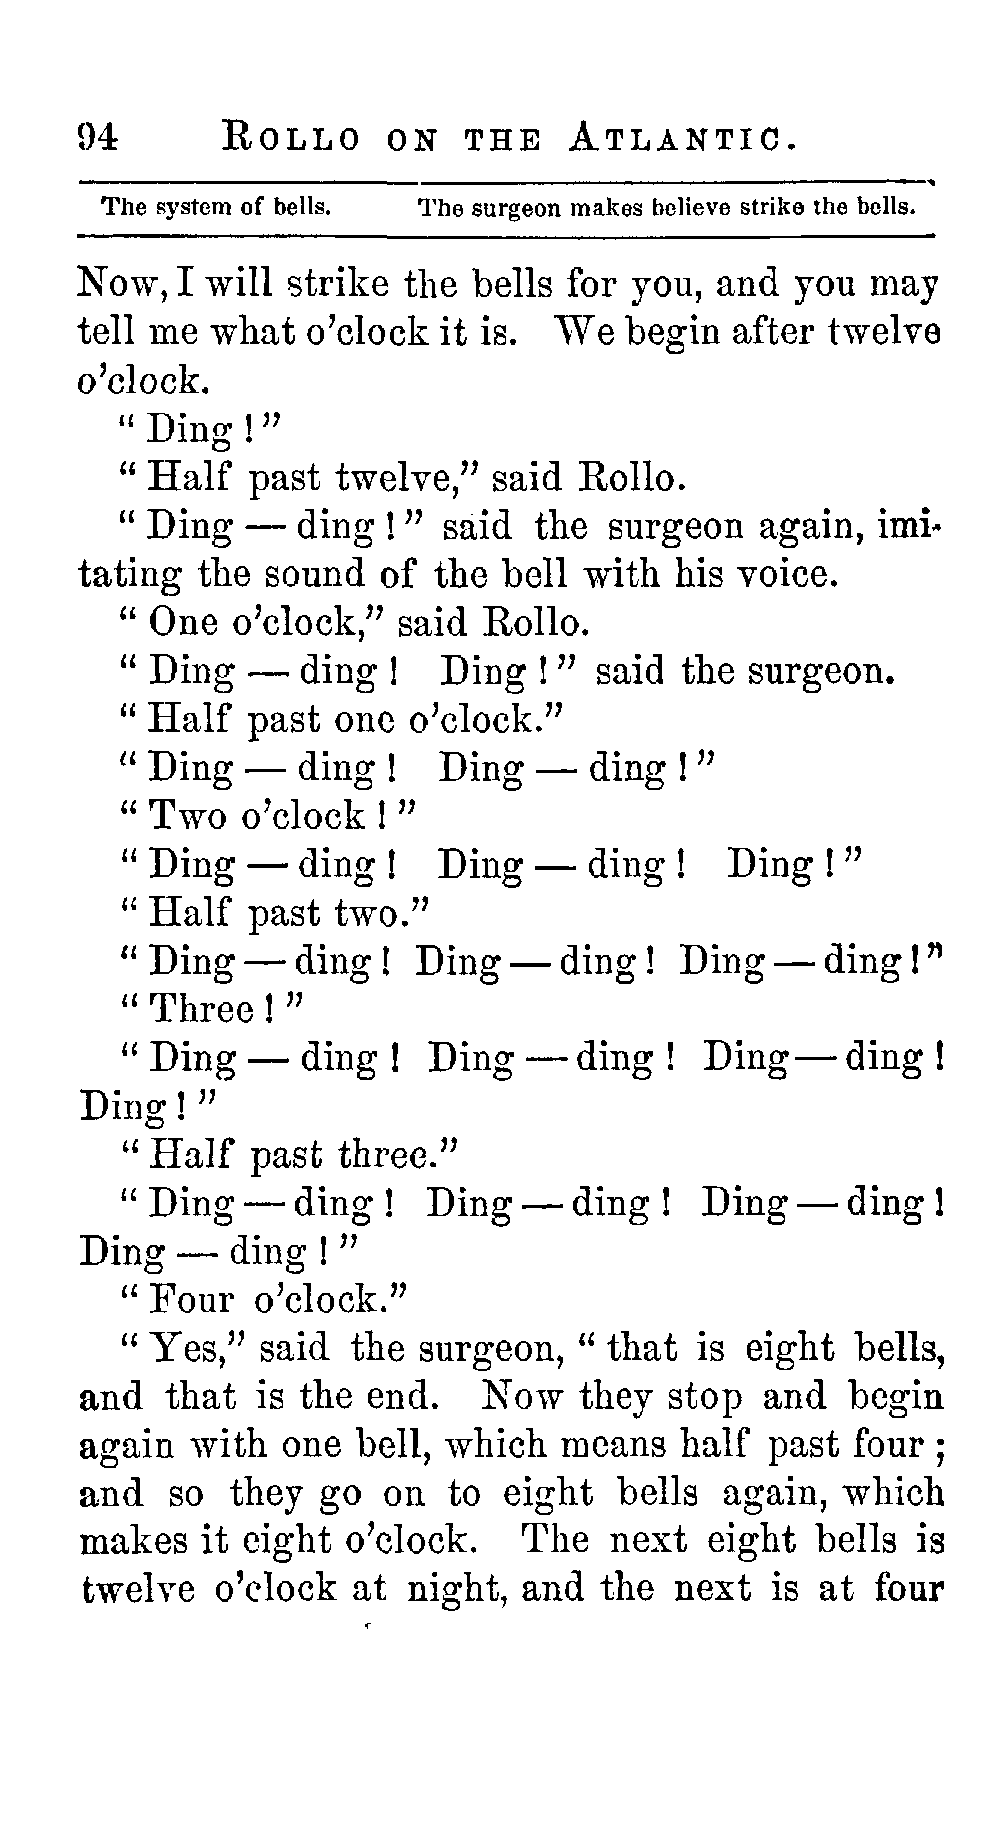 94 ROLLO ON THE ATLANTIC.
The system of bells. The surgeon makes believe strike the bells.
Now, I will strike the bells for you, and you may
tell me what o'clock it is. We begin after twelve
o'clock.
" Ding ! "
" Half past twelve," said Rollo.
" Ding — ding ! " said the surgeon again, imi-
tating the sound of the bell with his voice.
" One o'clock," said Rollo.
" Ding — ding ! Ding ! " said the surgeon.
" Half past one o'clock."
" Ding — ding ! Ding — ding ! "
" Two o'clock ! "
" Ding — ding ! Ding — ding ! Ding ! "
" Half past two."
" Ding — ding ! Ding — ding ! Ding — ding ! "
" Three ! "
" Ding — ding ! Ding — ding ! Ding — ding !
Ding ! "
" Half past three."
" Ding — ding ! Ding — ding ! Ding — ding !
Ding — ding ! "
" Four o'clock."
" Yes," said the surgeon, " that is eight bells,
and that is the end. Now they stop and begin
again with one bell, which means half past four ;
and so they go on to eight bells again, which
makes it eight o'clock. The next eight bells is
twelve o'clock at night, and the next is at four